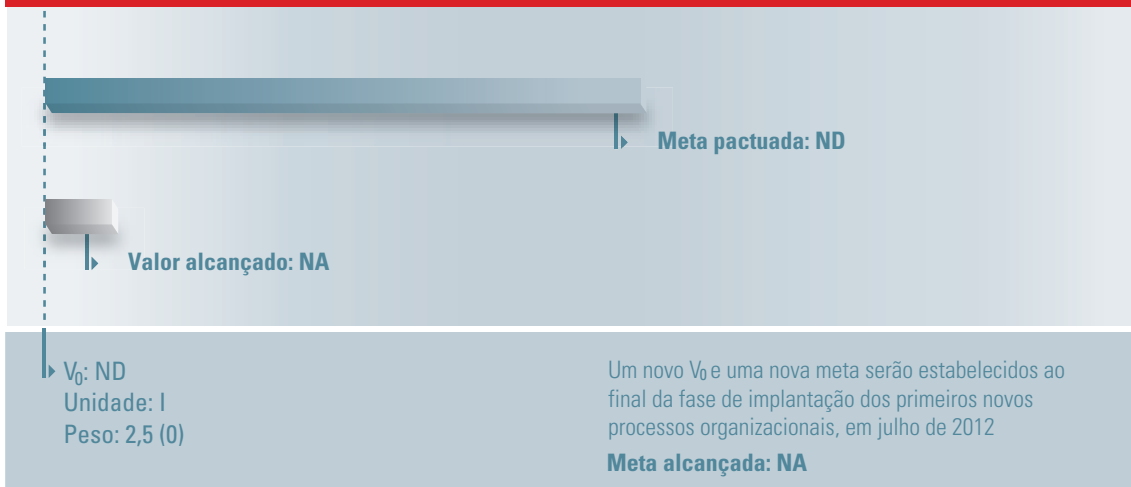 Meta pactuada: ND
Valor alcançado: NA
V₀: ND
Unidade: I
Peso: 2,5 (0)
Um novo V₀ e uma nova meta serão estabelecidos ao
final da fase de implantação dos primeiros novos
processos organizacionais, em julho de 2012
Meta alcançada: NA